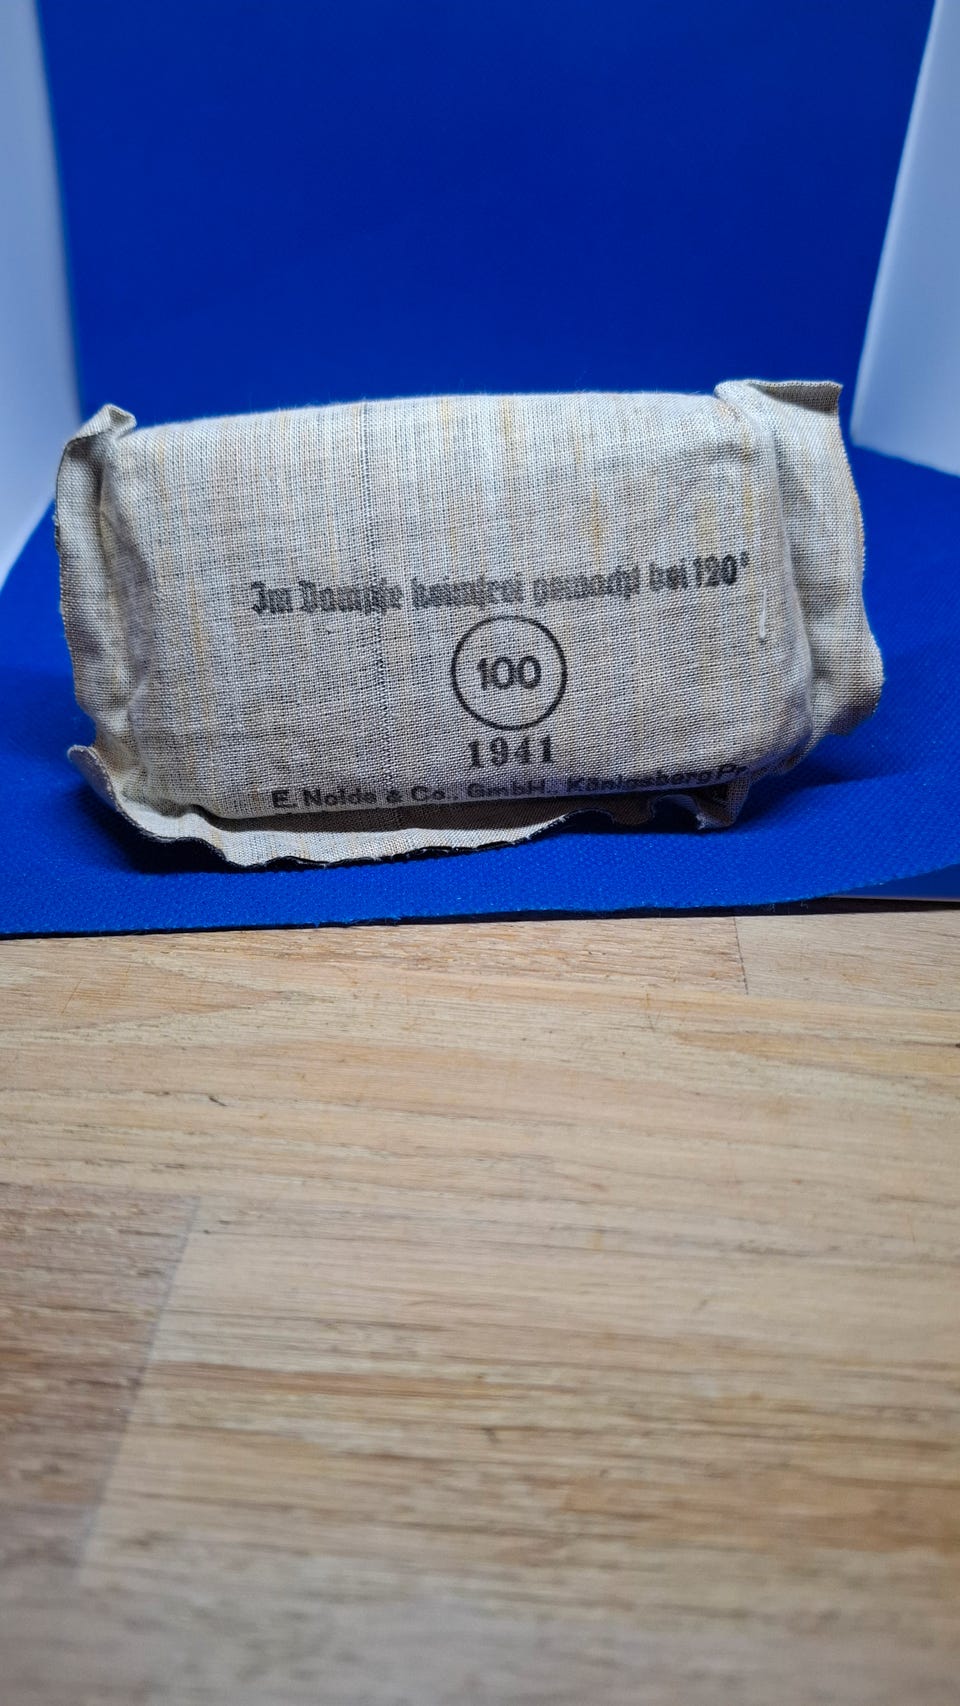 Im Dampfe keimfrei gemacht bei 120°
100
1941
E. Nolde & Co., GmbH., Königsberg Pr.